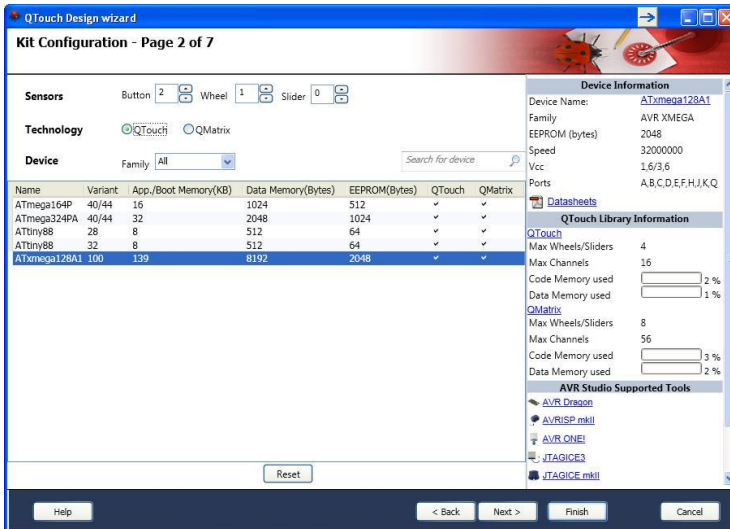 QTouch Design wizard
Kit Configuration - Page 2 of 7
Sensors Button 2 Wheel 1 Slider 0
Technology QTouch QMatrix
Device Family All Search for device
Name Variant App./Boot Memory(KB) Data Memory(Bytes) EEPROM(Bytes) QTouch QMatrix
ATmega164P 40/44 16 1024 512
ATmega324PA 40/44 32 2048 1024
ATtiny88 28 8 512 64
ATtiny88 32 8 512 64
ATxmega128A1 100 139 8192 2048
Reset
Device Information
Device Name: ATxmega128A1
Family AVR XMEGA
EEPROM (bytes) 2048
Speed 32000000
Vcc 1,6/3,6
Ports A,B,C,D,E,F,H,J,K,Q
Datasheets
QTouch Library Information
QTouch
Max Wheels/Sliders 4
Max Channels 16
Code Memory used 2 %
Data Memory used 1 %
QMatrix
Max Wheels/Sliders 8
Max Channels 56
Code Memory used 3 %
Data Memory used 2 %
AVR Studio Supported Tools
AVR Dragon
AVRISP mkII
AVR ONE!
JTAGICE3
JTAGICE mkII
Help < Back Next > Finish Cancel